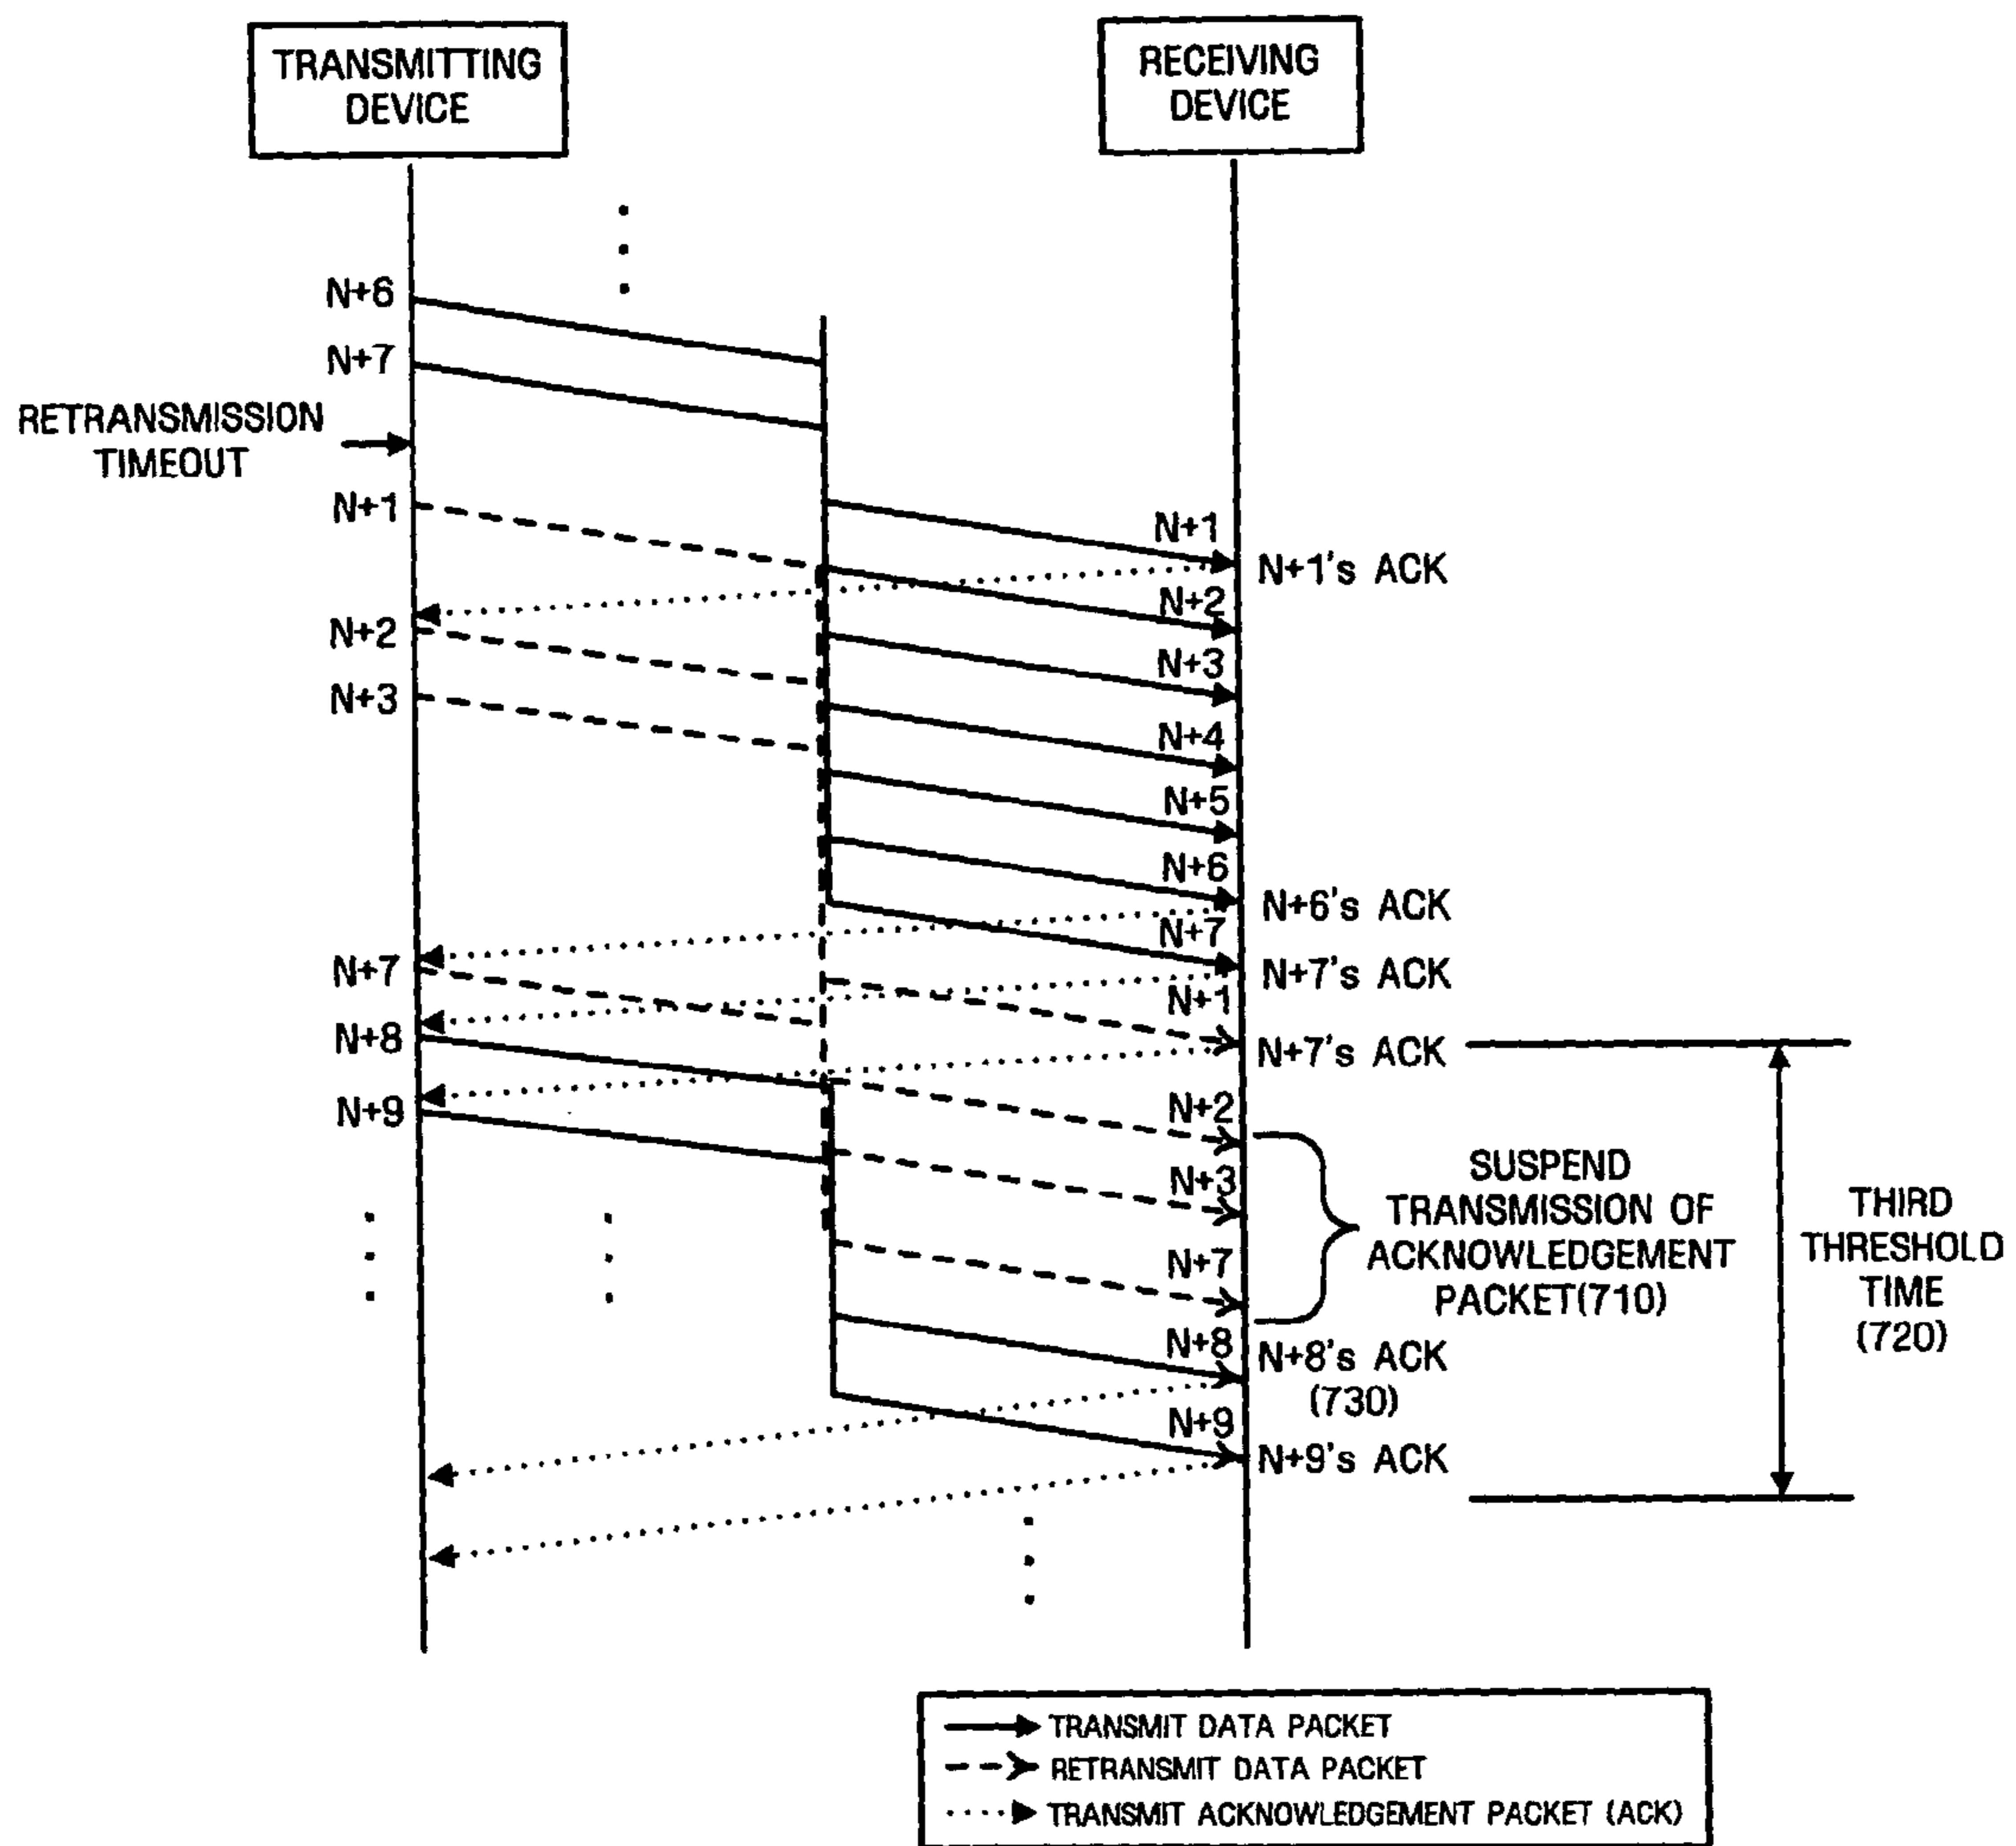 TRANSMITTING
DEVICE
RECEIVING
DEVICE
N+6
N+7
RETRANSMISSION
TIMEOUT
N+1
N+1
N+1's ACK
N+2
N+2
N+3
N+3
N+4
N+5
N+6
N+6's ACK
N+7
N+7
N+7's ACK
N+1
N+8
N+7's ACK
N+9
N+2
N+3
SUSPEND
TRANSMISSION OF
ACKNOWLEDGEMENT
PACKET(710)
THIRD
THRESHOLD
TIME
(720)
N+7
N+8
N+8's ACK
(730)
N+9
N+9's ACK
TRANSMIT DATA PACKET
RETRANSMIT DATA PACKET
TRANSMIT ACKNOWLEDGEMENT PACKET (ACK)